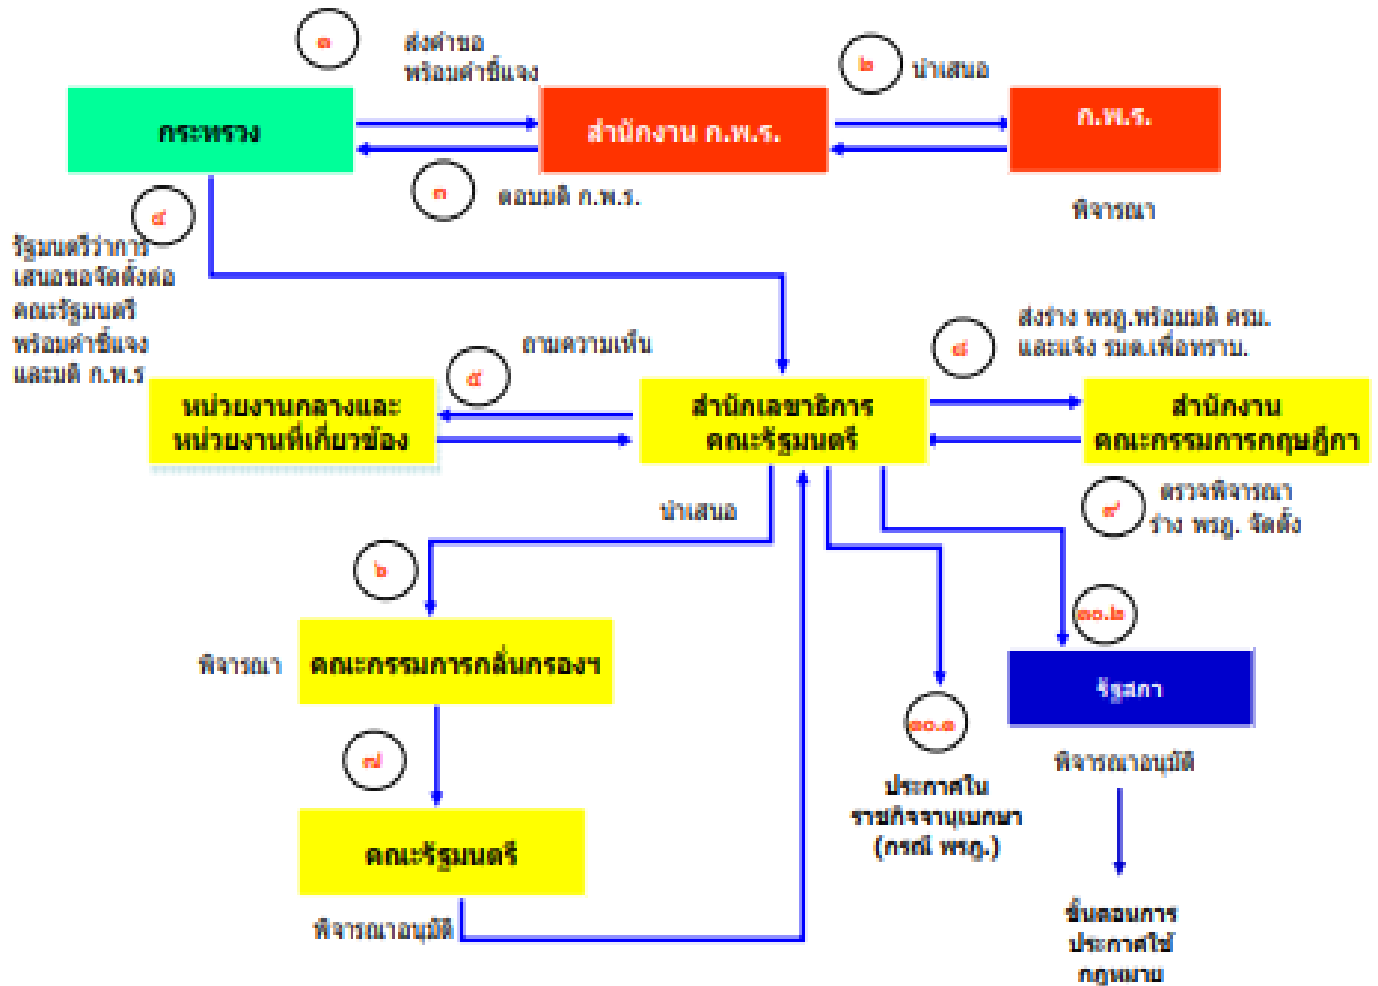 ๑
ส่งคำขอ
พร้อมคำชี้แจง
๒
นำเสนอ
กระทรวง
สำนักงาน ก.พ.ร.
ก.พ.ร.
๓
ตอบมติ ก.พ.ร.
พิจารณา
๔
รัฐมนตรีว่าการ
เสนอขอจัดตั้งต่อ
คณะรัฐมนตรี
พร้อมคำชี้แจง
และมติ ก.พ.ร
ถามความเห็น
๕
๘
ส่งร่าง พรฎ.พร้อมมติ ครม.
และแจ้ง รมต.เพื่อทราบ.
หน่วยงานกลางและ
หน่วยงานที่เกี่ยวข้อง
สำนักเลขาธิการ
คณะรัฐมนตรี
สำนักงาน
คณะกรรมการกฤษฎีกา
นำเสนอ
๙
ตรวจพิจารณา
ร่าง พรฎ. จัดตั้ง
๖
๑๐.๒
พิจารณา
คณะกรรมการกลั่นกรองฯ
รัฐสภา
๑๐.๑
๗
พิจารณาอนุมัติ
ประกาศใน
ราชกิจจานุเบกษา
(กรณี พรฎ.)
คณะรัฐมนตรี
พิจารณาอนุมัติ
ขั้นตอนการ
ประกาศใช้
กฎหมาย